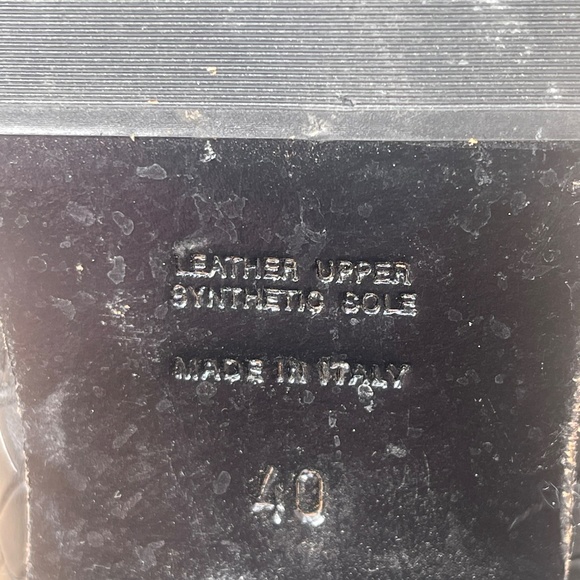 LEATHER UPPER
SYNTHETIC SOLE
MADE IN ITALY
40